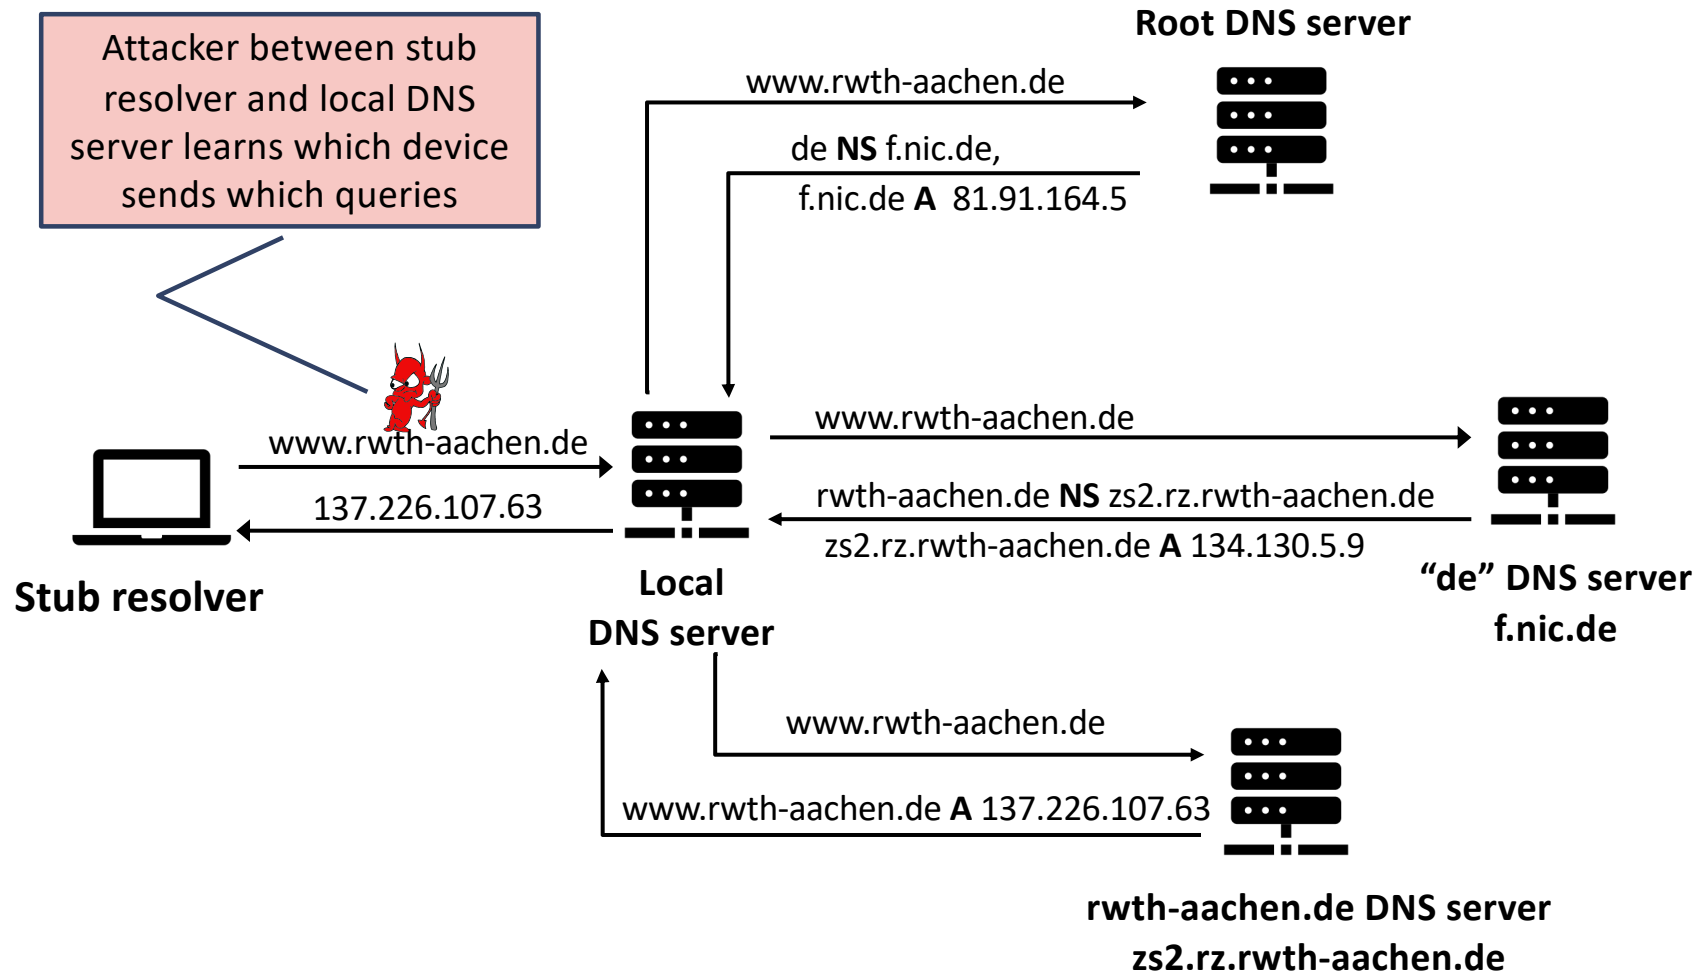 Attacker between stub
resolver and local DNS
server learns which device
sends which queries
Root DNS server
www.rwth-aachen.de
de NS f.nic.de,
f.nic.de A 81.91.164.5
www.rwth-aachen.de
137.226.107.63
Stub resolver
Local
DNS server
www.rwth-aachen.de
rwth-aachen.de NS zs2.rz.rwth-aachen.de
zs2.rz.rwth-aachen.de A 134.130.5.9
“de” DNS server
f.nic.de
www.rwth-aachen.de
www.rwth-aachen.de A 137.226.107.63
rwth-aachen.de DNS server
zs2.rz.rwth-aachen.de